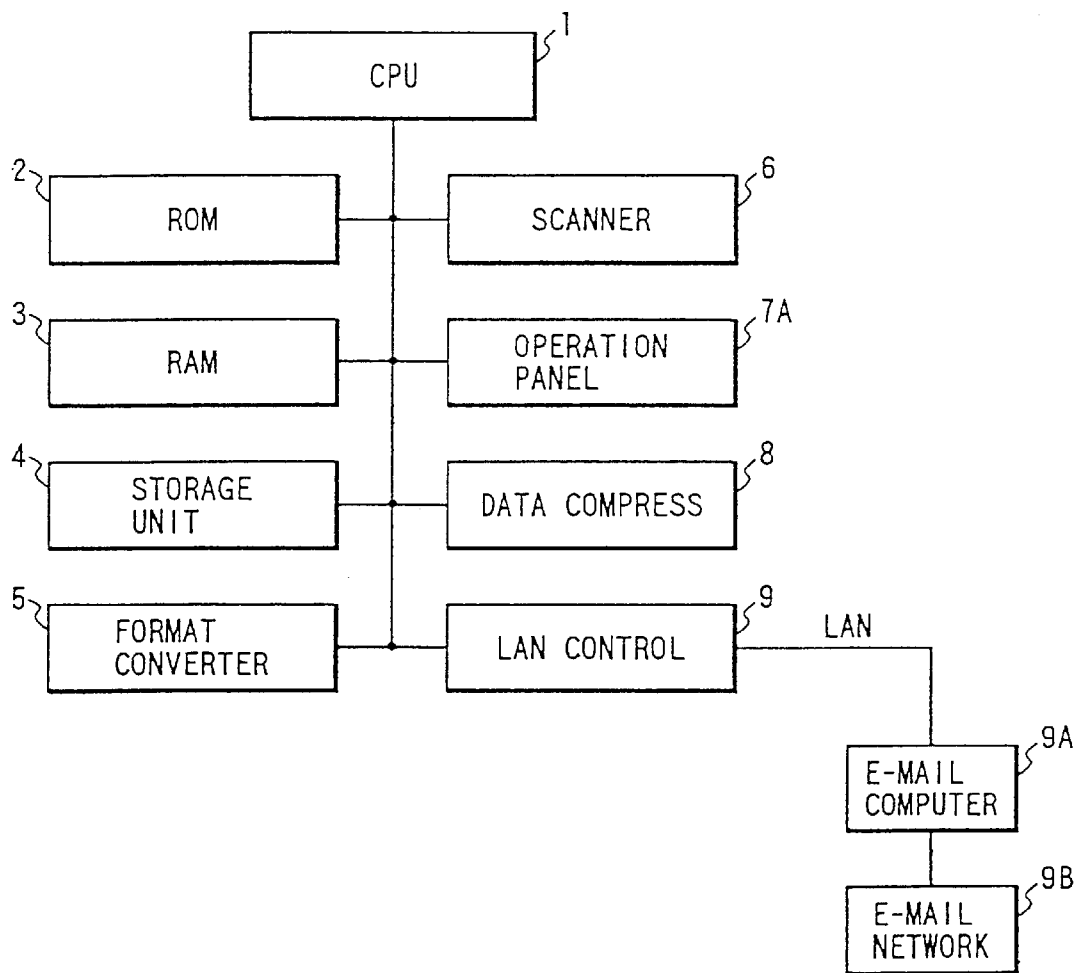 1
CPU
2
ROM
6
SCANNER
3
RAM
7A
OPERATION
PANEL
4
STORAGE
UNIT
8
DATA COMPRESS
5
FORMAT
CONVERTER
9
LAN CONTROL
LAN
9A
E-MAIL
COMPUTER
9B
E-MAIL
NETWORK